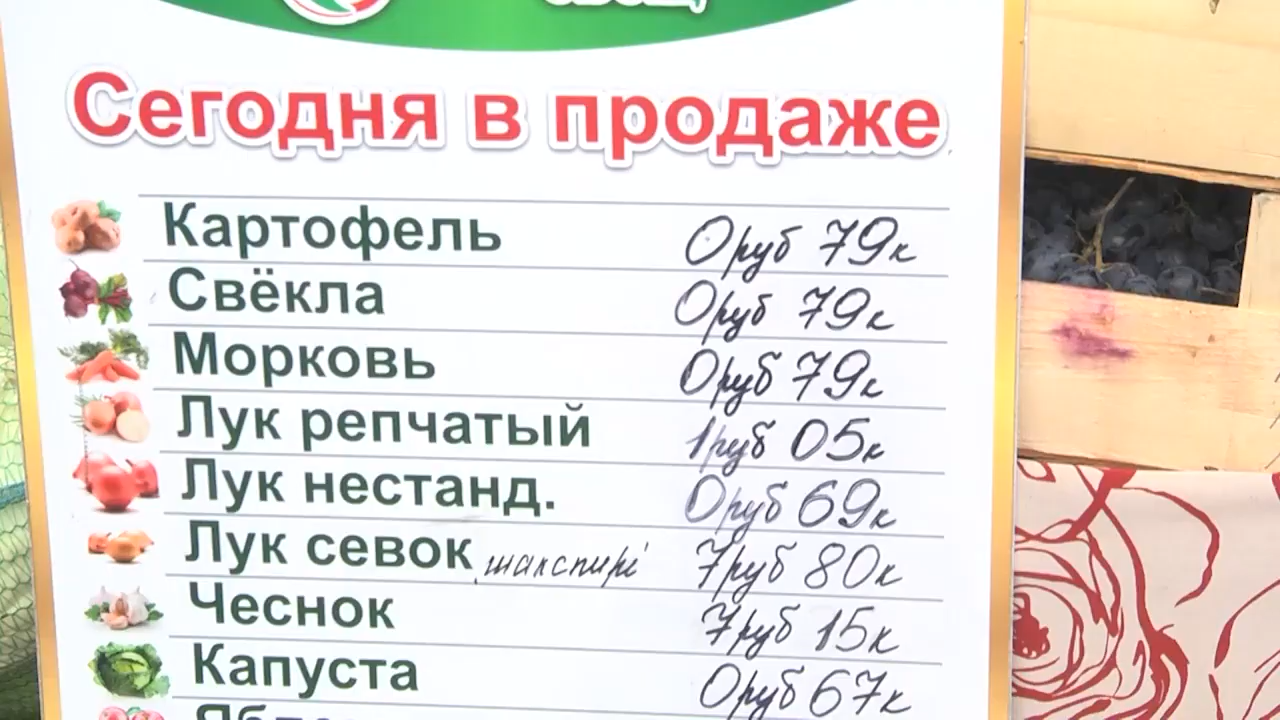 Сегодня в продаже
Картофель 0руб 79к
Свёкла 0руб 79к
Морковь 0руб 79к
Лук репчатый 1руб 05к
Лук нестанд. 0руб 69к
Лук севок 7руб 80к
Чеснок 7руб 15к
Капуста 0руб 67к